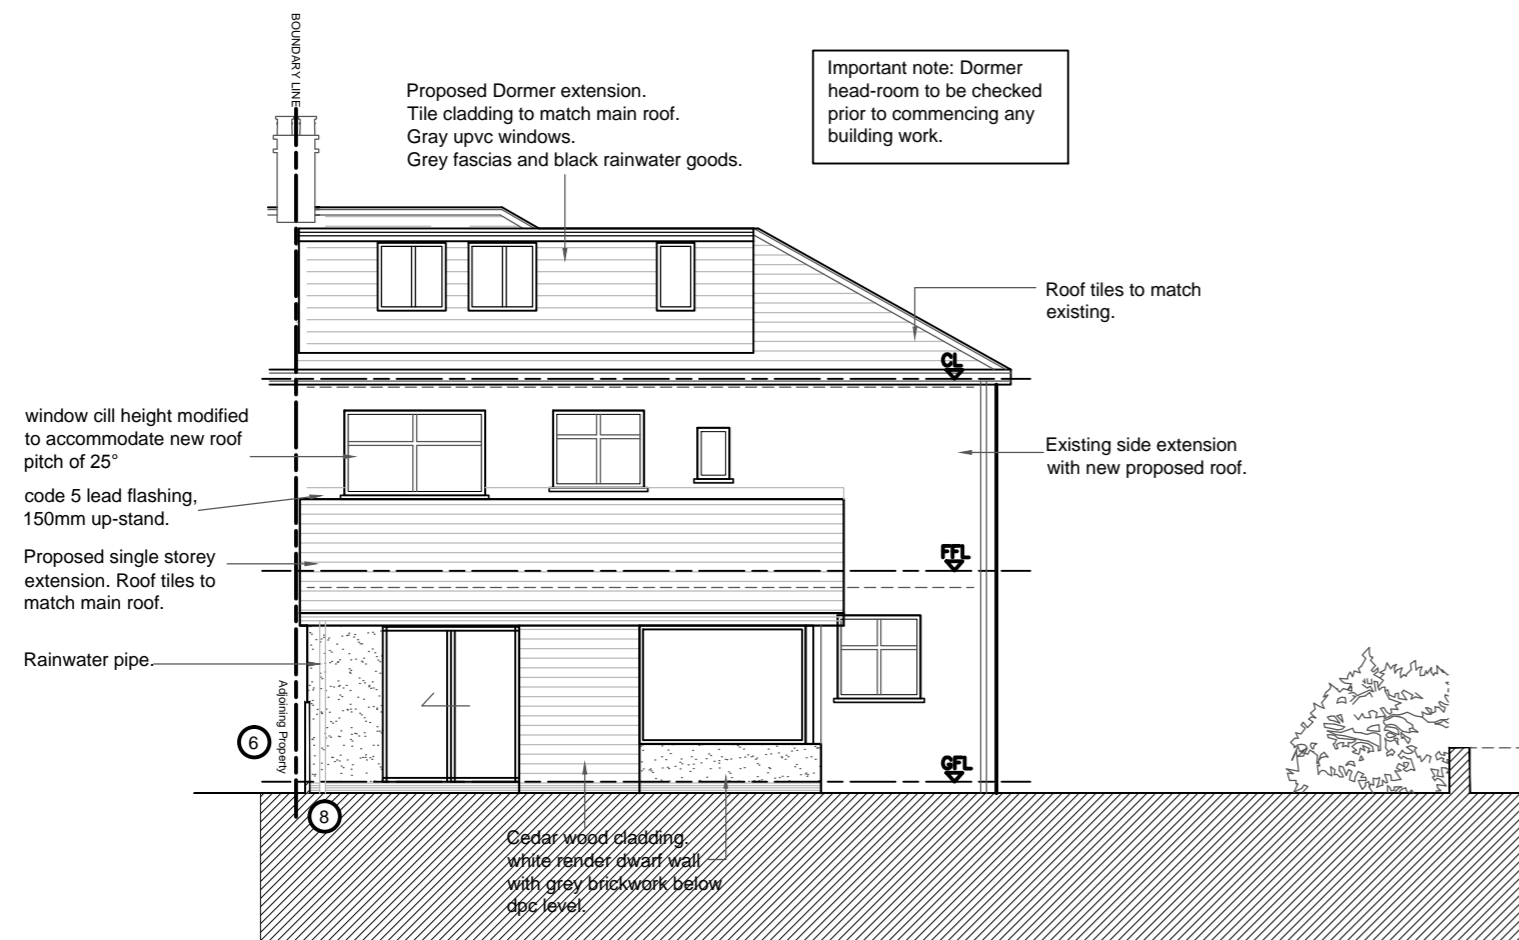 BOUNDARY LINE
Proposed Dormer extension.
Tile cladding to match main roof.
Gray upvc windows.
Grey fascias and black rainwater goods.
Important note: Dormer
head-room to be checked
prior to commencing any
building work.
Roof tiles to match
existing.
CL
window cill height modified
to accommodate new roof
pitch of 25°
code 5 lead flashing,
150mm up-stand.
Existing side extension
with new proposed roof.
Proposed single storey
extension. Roof tiles to
match main roof.
FFL
Rainwater pipe.
Adjoining Property
6
GFL
8
Cedar wood cladding.
white render dwarf wall
with grey brickwork below
dpc level.